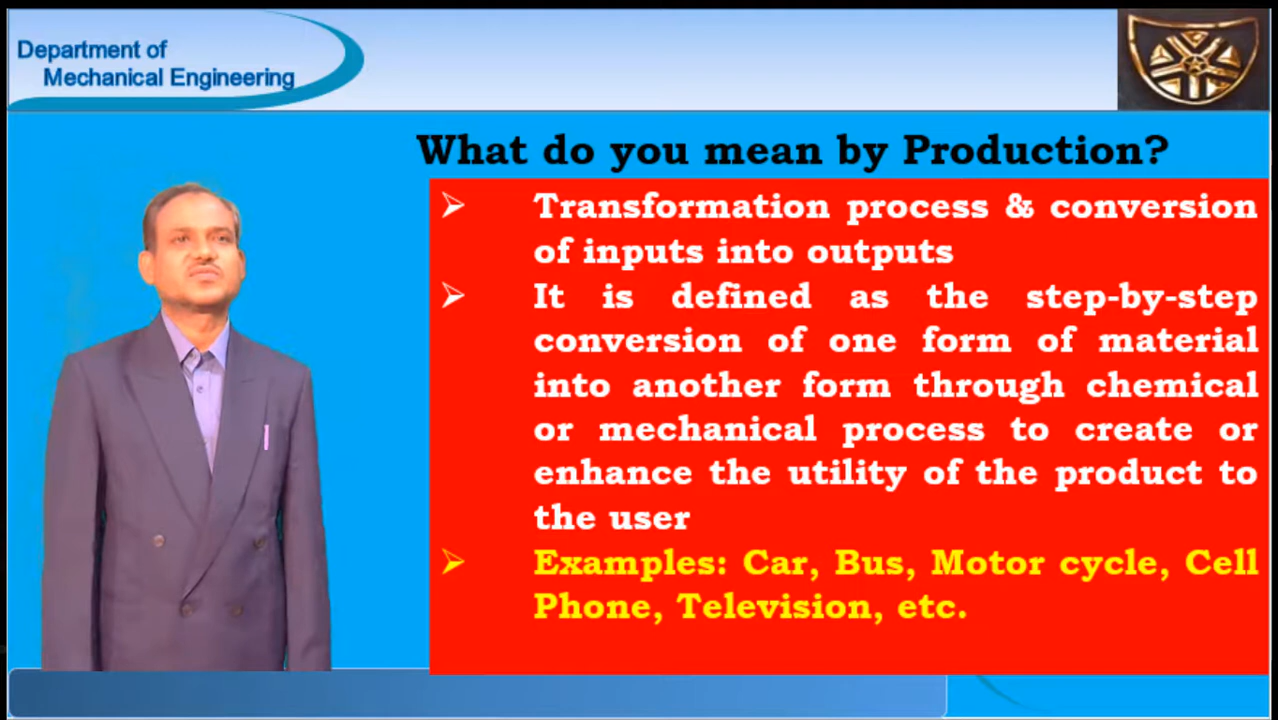 Department of
Mechanical Engineering
What do you mean by Production?
Transformation process & conversion
of inputs into outputs
It is defined as the step-by-step
conversion of one form of material
into another form through chemical
or mechanical process to create or
enhance the utility of the product to
the user
Examples: Car, Bus, Motor cycle, Cell
Phone, Television, etc.